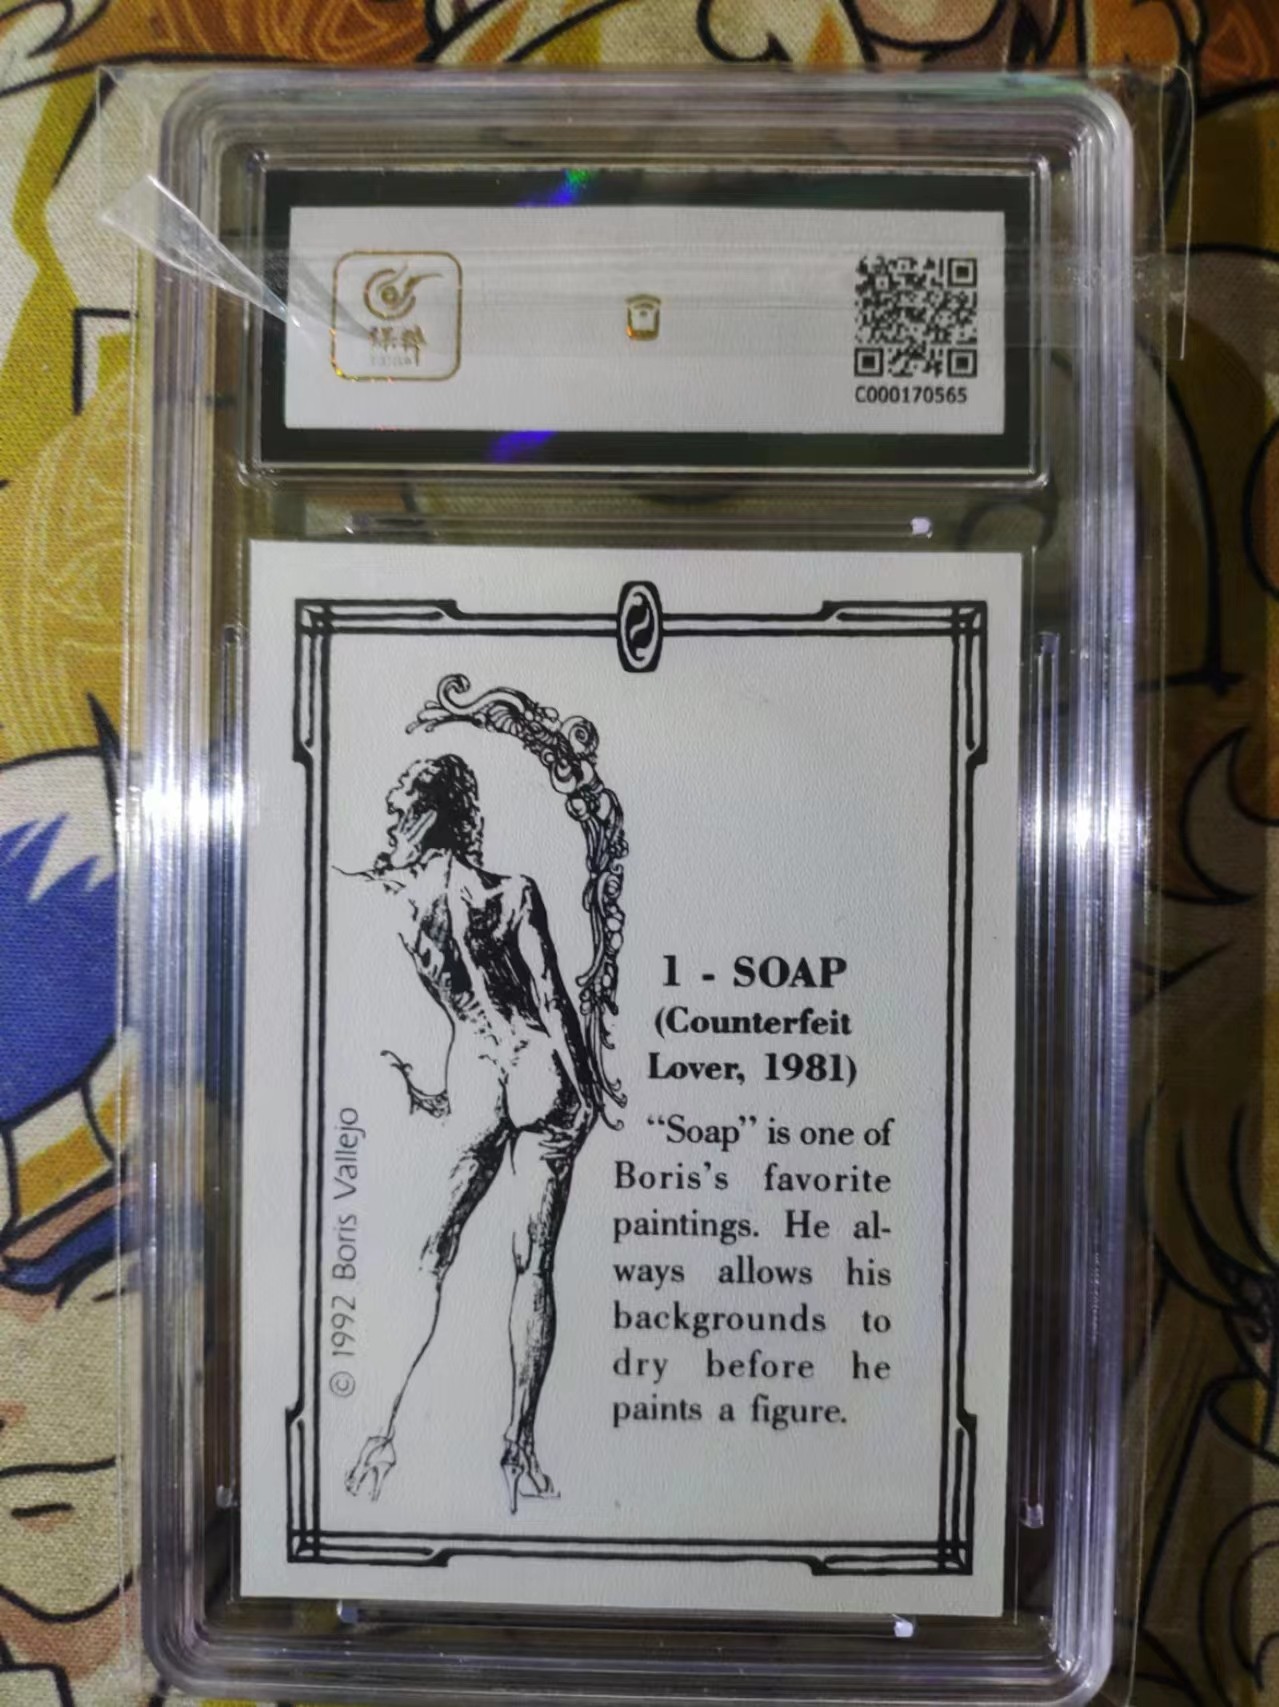 C000170565
1 - SOAP
(Counterfeit
Lover, 1981)
“Soap” is one of
Boris’s favorite
paintings. He al-
ways allows his
backgrounds to
dry before he
paints a figure.
© 1992 Boris Vallejo